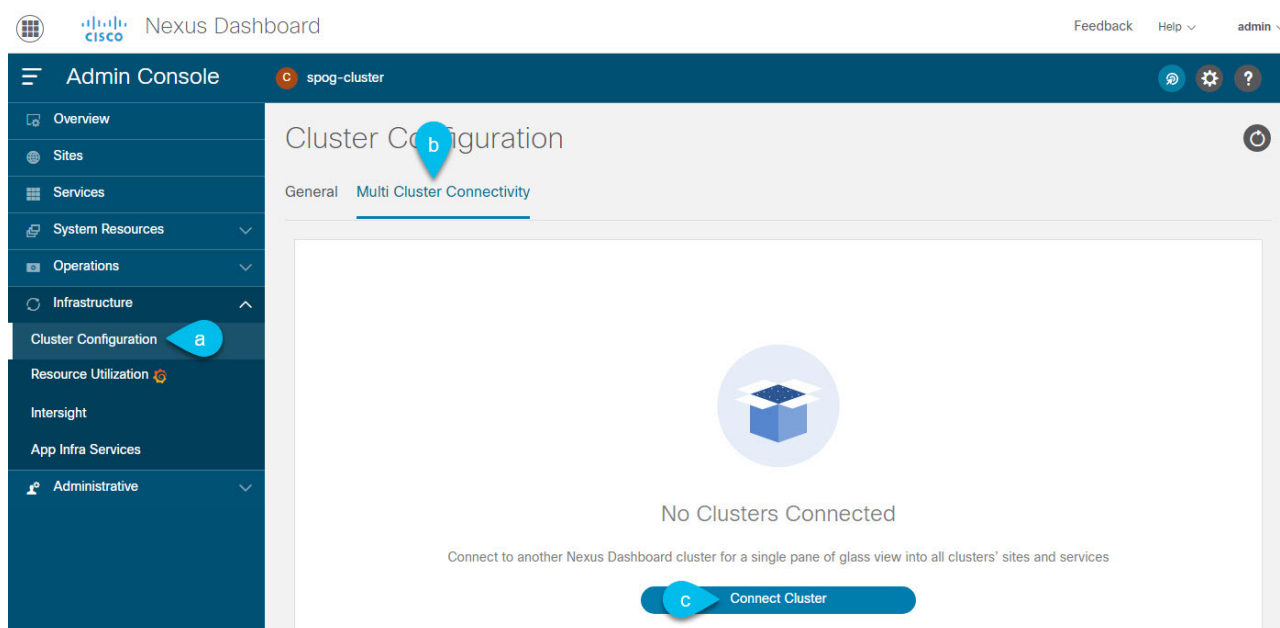 CISCO Nexus Dashboard Feedback Help admin
Admin Console C spog-cluster ?
Overview
Sites
Services
System Resources
Operations
Infrastructure
Cluster Configuration a
Resource Utilization
Intersight
App Infra Services
Administrative
Cluster Configuration
b
General Multi Cluster Connectivity
No Clusters Connected
Connect to another Nexus Dashboard cluster for a single pane of glass view into all clusters' sites and services
c Connect Cluster